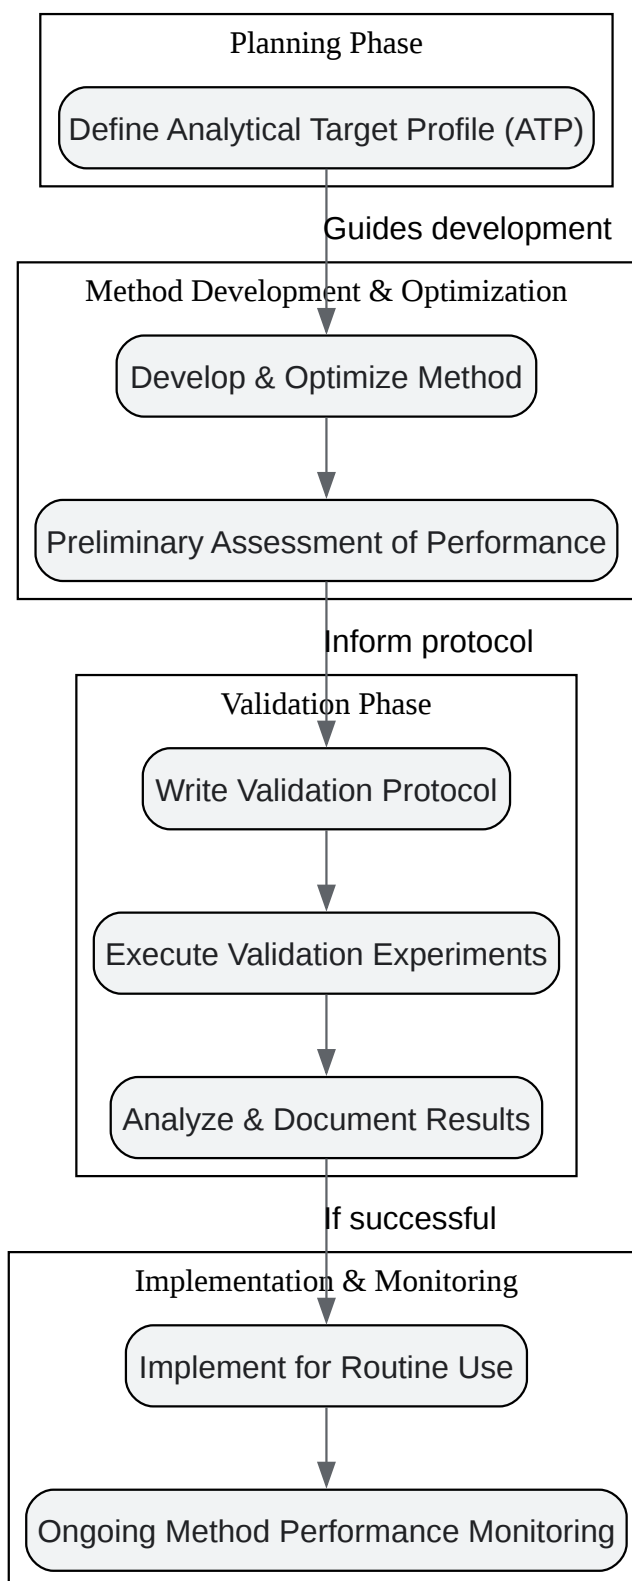 Planning Phase
Define Analytical Target Profile (ATP)
Guides development
Method Development & Optimization
Develop & Optimize Method
Preliminary Assessment of Performance
Inform protocol
Validation Phase
Write Validation Protocol
Execute Validation Experiments
Analyze & Document Results
If successful
Implementation & Monitoring
Implement for Routine Use
Ongoing Method Performance Monitoring